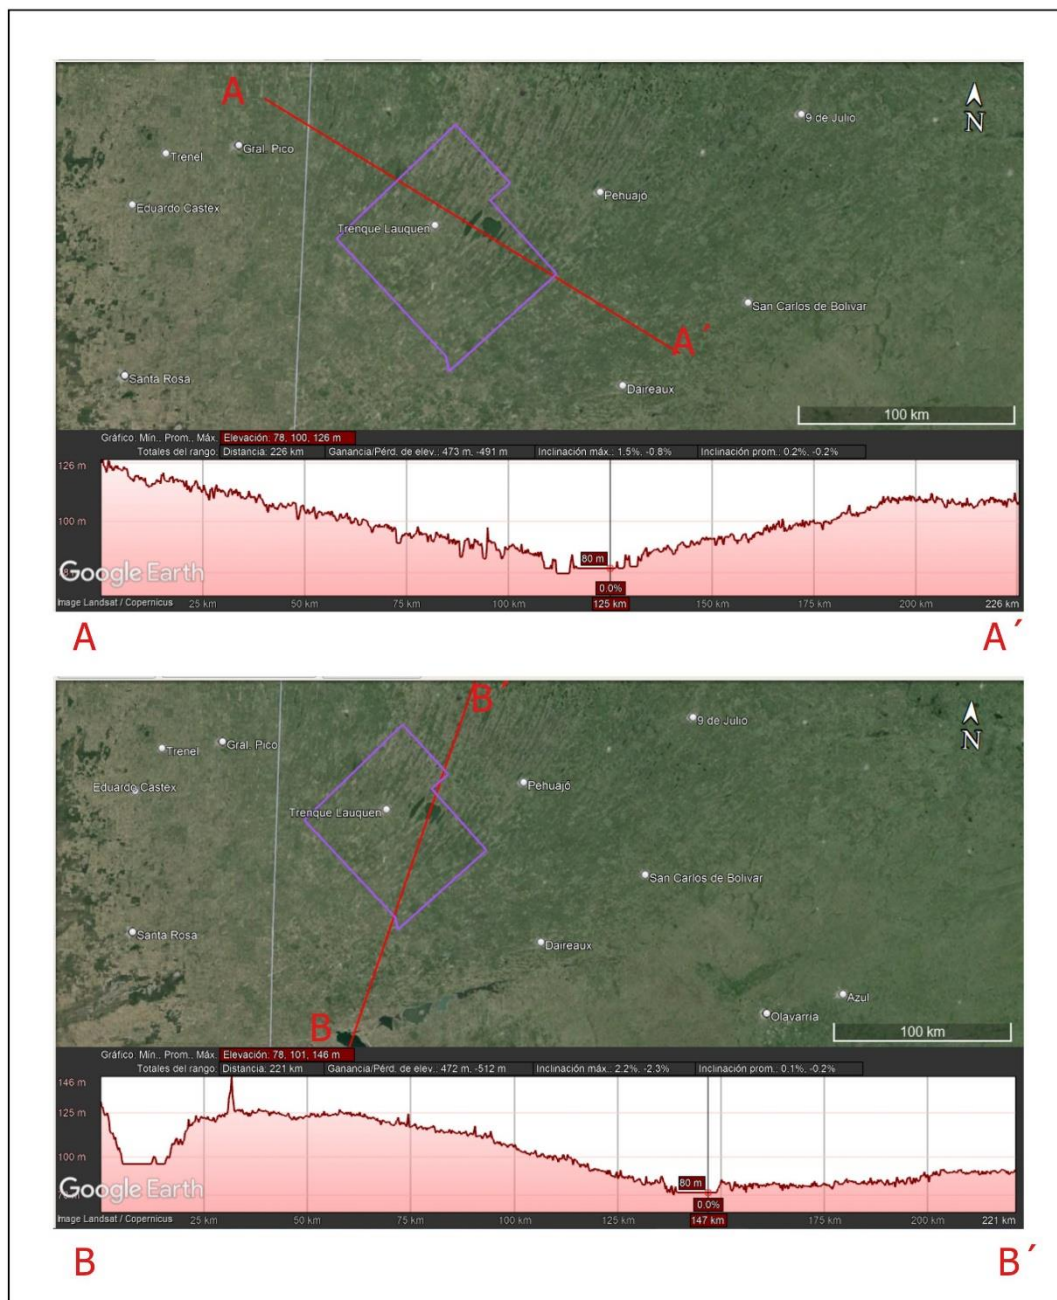 A
N
9 de Julio
Trenel
Gral. Pico
Eduardo Castex
Pehuajó
Trenque Lauquen
San Carlos de Bolivar
A´
Santa Rosa
Daireaux
100 km
Gráfico. Mín., Prom., Máx. Elevación: 78, 100, 126 m
Totales del rango: Distancia: 226 km Ganancia/Pérd. de elev.: 473 m, -491 m Inclinación máx.: 1.5%, -0.8% Inclinación prom.: 0.2%, -0.2%
126 m
100 m
80 m
Google Earth
0.0%
Image Landsat / Copernicus
25 km 50 km 75 km 100 km 125 km 150 km 175 km 200 km 226 km
A A´
B´
N
9 de Julio
Trenel
Gral. Pico
Eduardo Castex
Pehuajó
Trenque Lauquen
San Carlos de Bolivar
Santa Rosa
Daireaux
Azul
Olavarría
B
100 km
Gráfico. Mín., Prom., Máx. Elevación: 78, 101, 146 m
Totales del rango: Distancia: 221 km Ganancia/Pérd. de elev.: 472 m, -512 m Inclinación máx.: 2.2%, -2.3% Inclinación prom.: 0.1%, -0.2%
146 m
125 m
100 m
80 m
Google Earth
0.0%
Image Landsat / Copernicus
25 km 50 km 75 km 100 km 125 km 147 km 175 km 200 km 221 km
B B´